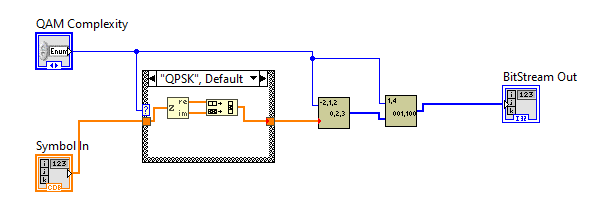 QAM Complexity
Enum
"QPSK", Default
?
z
re
im
-2,1,2
0,2,3
1,4
001,100
BitStream Out
i
j
k
123
I32
Symbol In
i
j
k
123
CDB